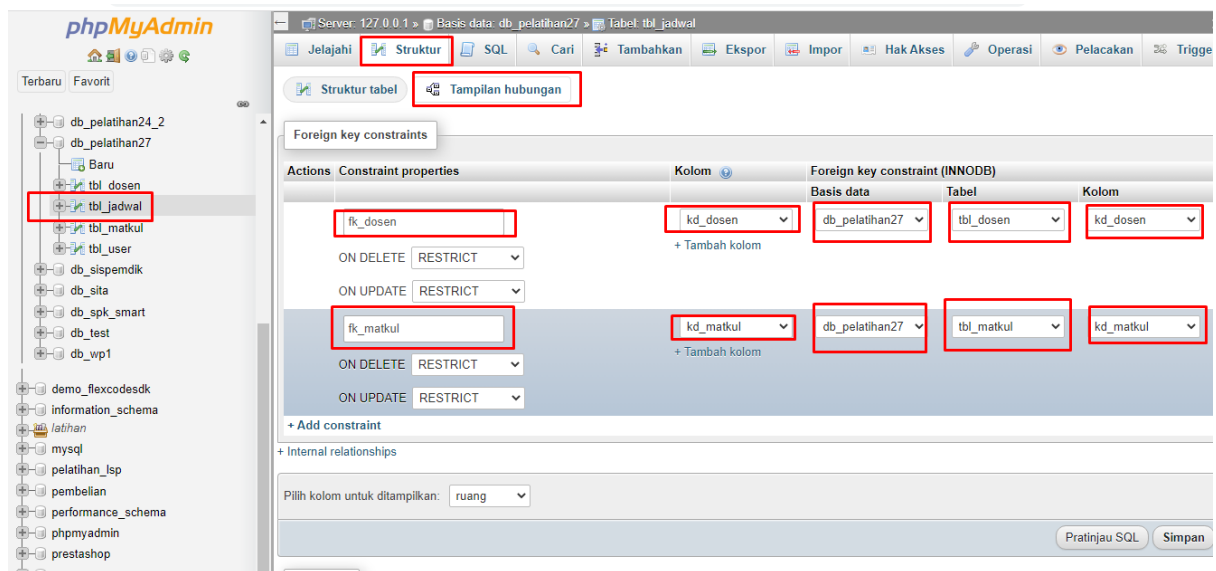 phpMyAdmin
Terbaru Favorit
db_pelatihan24_2
db_pelatihan27
Baru
tbl_dosen
tbl_jadwal
tbl_matkul
tbl_user
db_sispemdik
db_sita
db_spk_smart
db_test
db_wp1
demo_flexcodesdk
information_schema
latihan
mysql
pelatihan_lsp
pembelian
performance_schema
phpmyadmin
prestashop
Server: 127.0.0.1 » Basis data: db_pelatihan27 » Tabel: tbl_jadwal
Jelajahi Struktur SQL Cari Tambahkan Ekspor Impor Hak Akses Operasi Pelacakan Trigge
Struktur tabel Tampilan hubungan
Foreign key constraints
Actions Constraint properties Kolom Foreign key constraint (INNODB)
Basis data Tabel Kolom
fk_dosen kd_dosen db_pelatihan27 tbl_dosen kd_dosen
+ Tambah kolom
ON DELETE RESTRICT
ON UPDATE RESTRICT
fk_matkul kd_matkul db_pelatihan27 tbl_matkul kd_matkul
+ Tambah kolom
ON DELETE RESTRICT
ON UPDATE RESTRICT
+ Add constraint
+ Internal relationships
Pilih kolom untuk ditampilkan: ruang
Pratinjau SQL Simpan